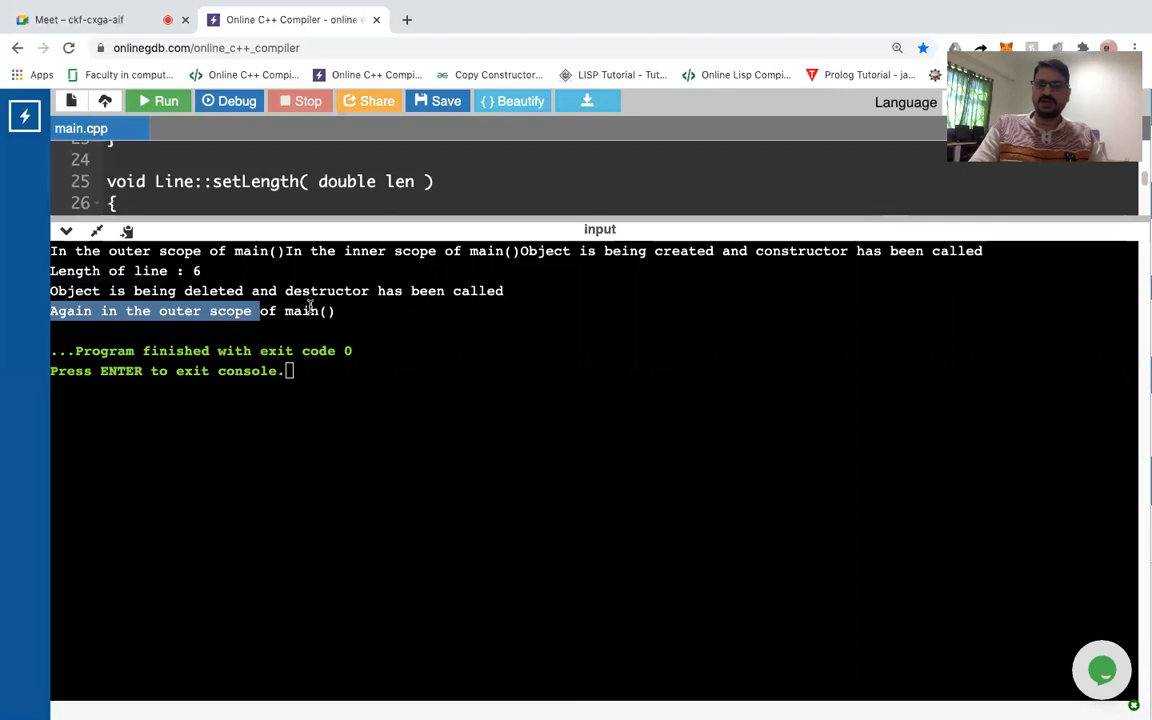 Meet – ckf-cxga-aif
Online C++ Compiler - online e
onlinegdb.com/online_c++_compiler
Apps Faculty in comput... Online C++ Compi... Online C++ Compi... Copy Constructor... LISP Tutorial - Tut... Online Lisp Compi... Prolog Tutorial - ja...
Run Debug Stop Share Save { } Beautify
Language
main.cpp
23 }
24
25 void Line::setLength( double len )
26 {
input
In the outer scope of main()In the inner scope of main()Object is being created and constructor has been called
Length of line : 6
Object is being deleted and destructor has been called
Again in the outer scope of main()
...Program finished with exit code 0
Press ENTER to exit console.